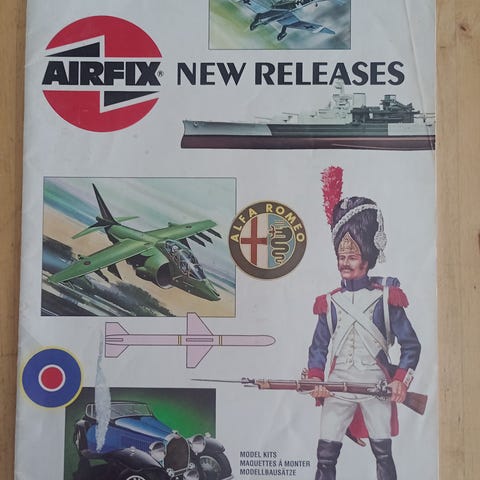 AIRFIX®
NEW RELEASES
ALFA ROMEO
MODEL KITS
MAQUETTES À MONTER
MODELLBAUSÄTZE